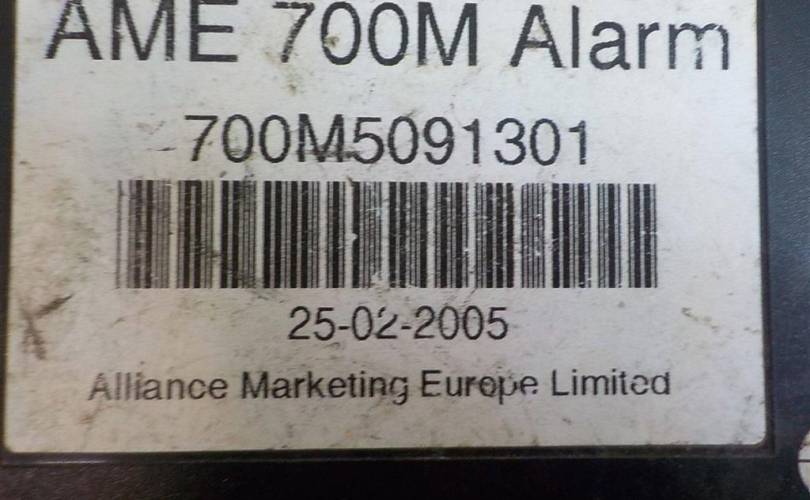 AME 700M Alarm
700M5091301
25-02-2005
Alliance Marketing Europe Limited